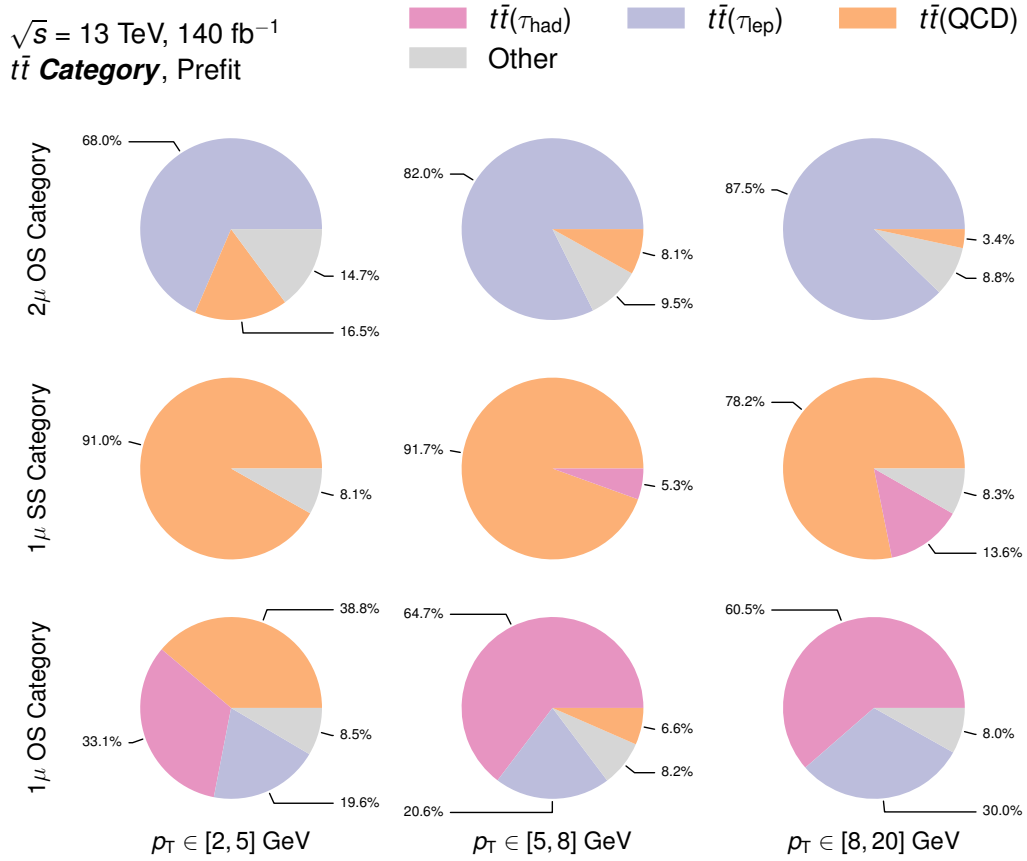 √s = 13 TeV, 140 fb⁻¹
tt̄ Category, Prefit
tt̄(τhad) tt̄(τlep) tt̄(QCD)
Other
2μ OS Category
68.0%
14.7%
16.5%
82.0%
8.1%
9.5%
87.5%
3.4%
8.8%
1μ SS Category
91.0%
8.1%
91.7%
5.3%
78.2%
8.3%
13.6%
1μ OS Category
38.8%
33.1%
8.5%
19.6%
64.7%
6.6%
8.2%
20.6%
60.5%
8.0%
30.0%
pT ∈ [2, 5] GeV
pT ∈ [5, 8] GeV
pT ∈ [8, 20] GeV